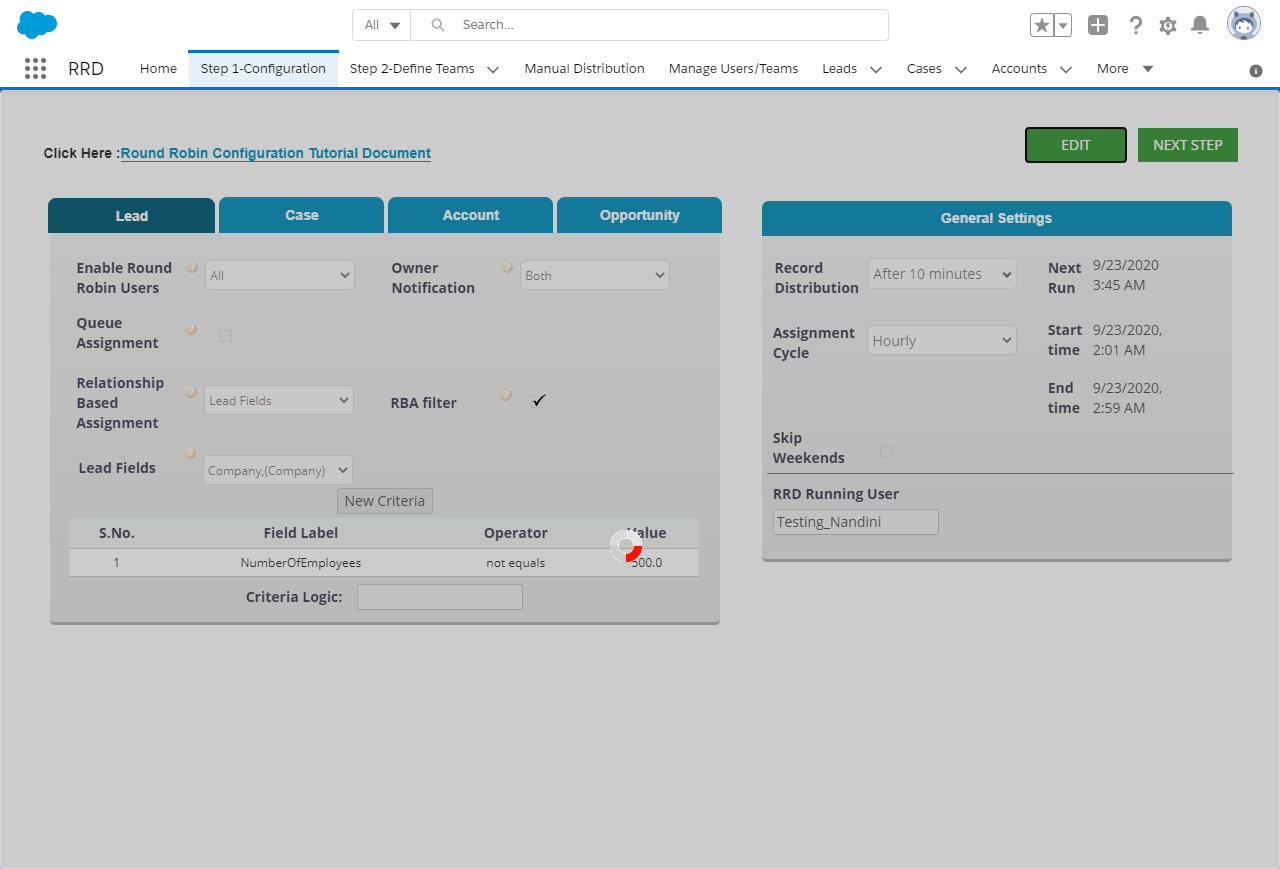 All
Search...
RRD
Home
Step 1-Configuration
Step 2-Define Teams
Manual Distribution
Manage Users/Teams
Leads
Cases
Accounts
More
Click Here :Round Robin Configuration Tutorial Document
EDIT
NEXT STEP
Lead
Case
Account
Opportunity
Enable Round
Robin Users
All
Owner
Notification
Both
Queue
Assignment
Relationship
Based
Assignment
Lead Fields
RBA filter
Lead Fields
Company,(Company)
New Criteria
S.No. Field Label Operator Value
1 NumberOfEmployees not equals 500.0
Criteria Logic:
General Settings
Record
Distribution
After 10 minutes
Next
Run
9/23/2020
3:45 AM
Assignment
Cycle
Hourly
Start
time
9/23/2020,
2:01 AM
End
time
9/23/2020,
2:59 AM
Skip
Weekends
RRD Running User
Testing_Nandini